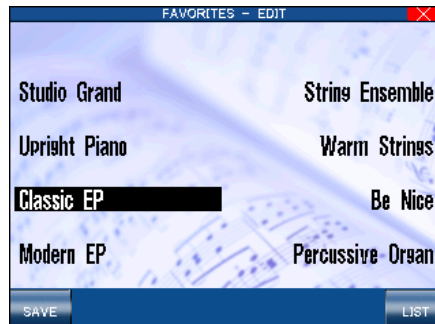 FAVORITES - EDIT
Studio Grand
String Ensemble
Upright Piano
Warm Strings
Classic EP
Be Nice
Modern EP
Percussive Organ
SAVE
LIST